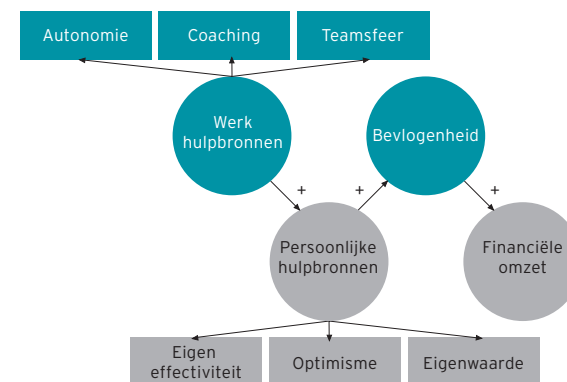 Autonomie
Coaching
Teamsfeer
Werk
hulpbronnen
Bevlogenheid
+
+
+
Persoonlijke
hulpbronnen
Financiële
omzet
Eigen
effectiviteit
Optimisme
Eigenwaarde